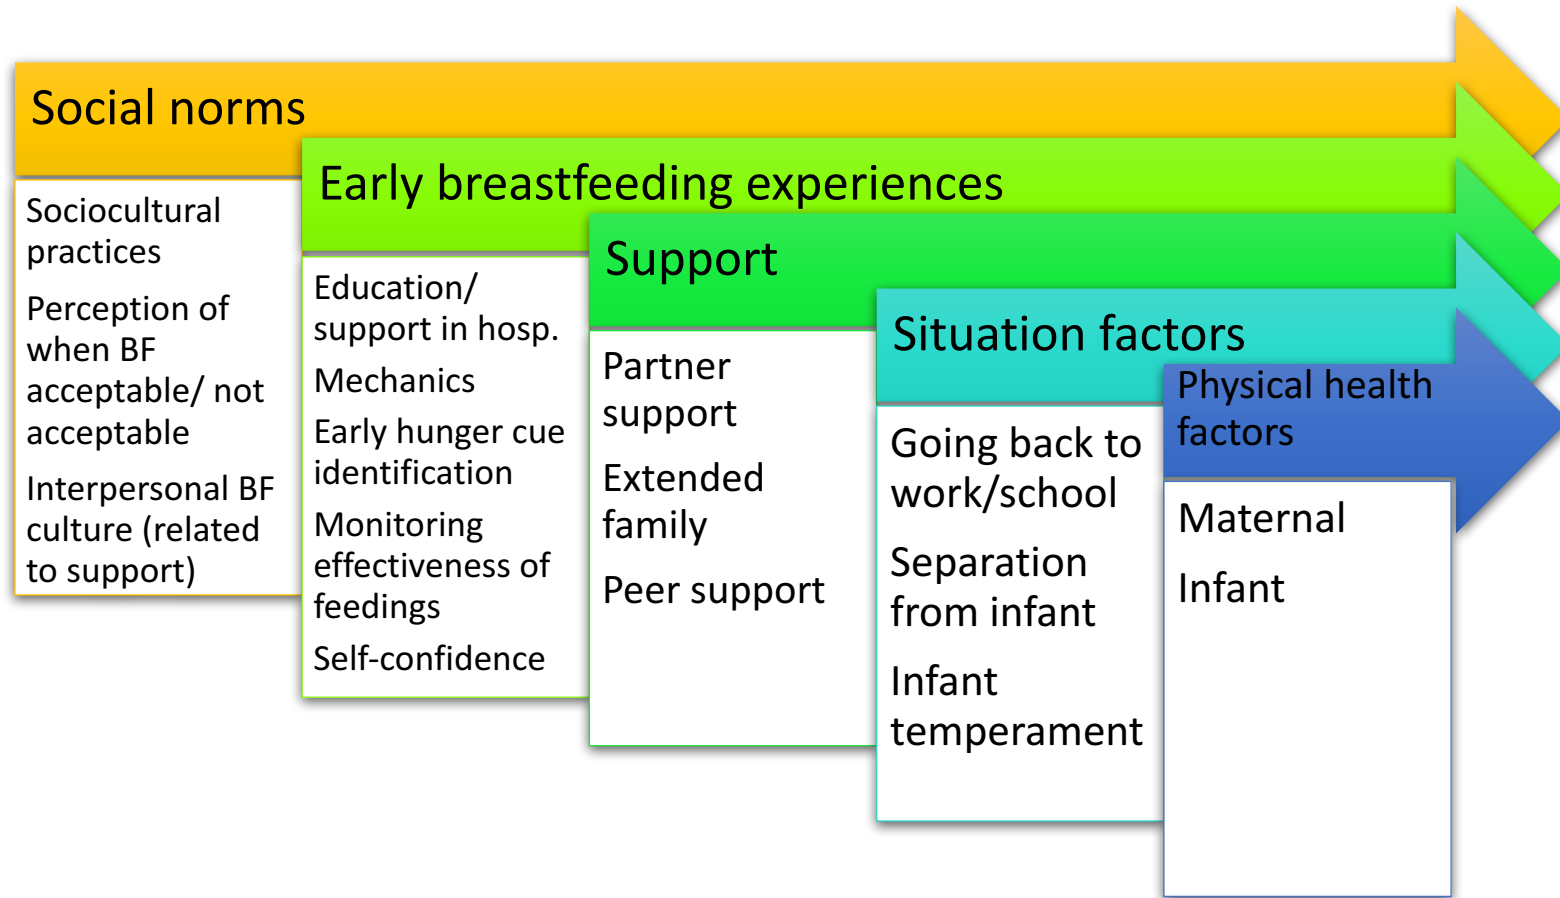 Social norms
Sociocultural
practices
Perception of
when BF
acceptable/ not
acceptable
Interpersonal BF
culture (related
to support)
Early breastfeeding experiences
Education/
support in hosp.
Mechanics
Early hunger cue
identification
Monitoring
effectiveness of
feedings
Self-confidence
Support
Partner
support
Extended
family
Peer support
Situation factors
Going back to
work/school
Separation
from infant
Infant
temperament
Physical health
factors
Maternal
Infant